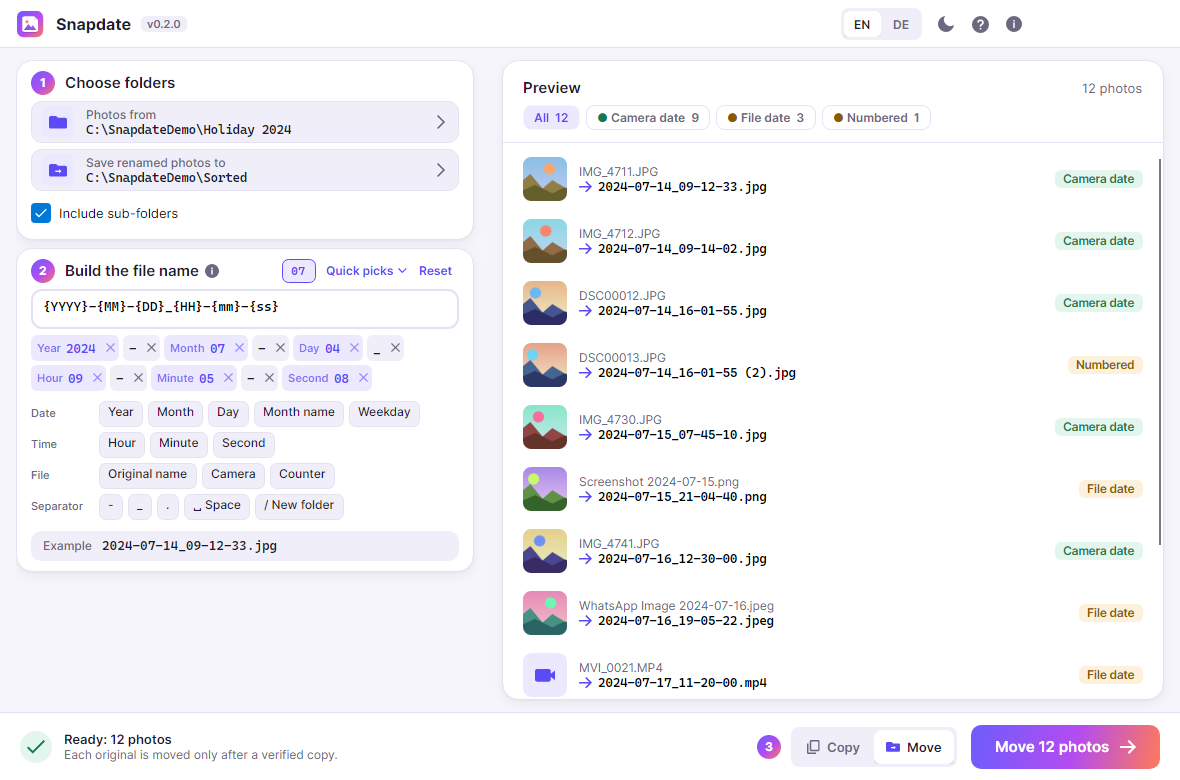 Snapdate v0.2.0
EN DE
1 Choose folders
Photos from
C:\SnapdateDemo\Holiday 2024
Save renamed photos to
C:\SnapdateDemo\Sorted
Include sub-folders
2 Build the file name 07 Quick picks Reset
{YYYY}-{MM}-{DD}_{HH}-{mm}-{ss}
Year 2024 × - × Month 07 × - × Day 04 × _ ×
Hour 09 × - × Minute 05 × - × Second 08 ×
Date Year Month Day Month name Weekday
Time Hour Minute Second
File Original name Camera Counter
Separator - _ . ␣ Space / New folder
Example 2024-07-14_09-12-33.jpg
Preview 12 photos
All 12 Camera date 9 File date 3 Numbered 1
IMG_4711.JPG
→ 2024-07-14_09-12-33.jpg Camera date
IMG_4712.JPG
→ 2024-07-14_09-14-02.jpg Camera date
DSC00012.JPG
→ 2024-07-14_16-01-55.jpg Camera date
DSC00013.JPG
→ 2024-07-14_16-01-55 (2).jpg Numbered
IMG_4730.JPG
→ 2024-07-15_07-45-10.jpg Camera date
Screenshot 2024-07-15.png
→ 2024-07-15_21-04-40.png File date
IMG_4741.JPG
→ 2024-07-16_12-30-00.jpg Camera date
WhatsApp Image 2024-07-16.jpeg
→ 2024-07-16_19-05-22.jpeg File date
MVI_0021.MP4
→ 2024-07-17_11-20-00.mp4 File date
Ready: 12 photos
Each original is moved only after a verified copy.
3 Copy Move Move 12 photos →